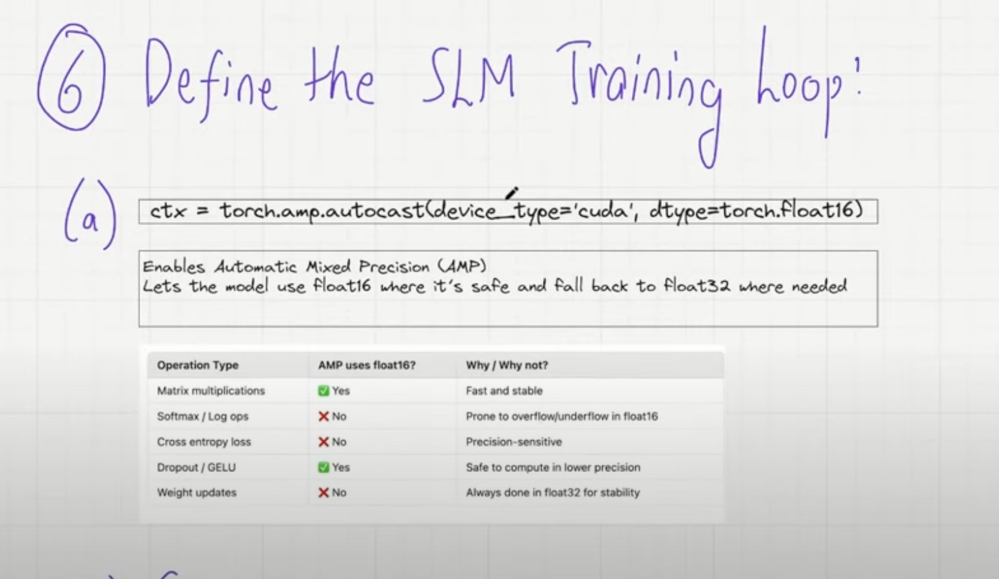 6 Define the SLM Training Loop:
(a) ctx = torch.amp.autocast(device_type='cuda', dtype=torch.float16)
Enables Automatic Mixed Precision (AMP)
Lets the model use float16 where it's safe and fall back to float32 where needed
Operation Type AMP uses float16? Why / Why not?
Matrix multiplications ✅ Yes Fast and stable
Softmax / Log ops ❌ No Prone to overflow/underflow in float16
Cross entropy loss ❌ No Precision-sensitive
Dropout / GELU ✅ Yes Safe to compute in lower precision
Weight updates ❌ No Always done in float32 for stability